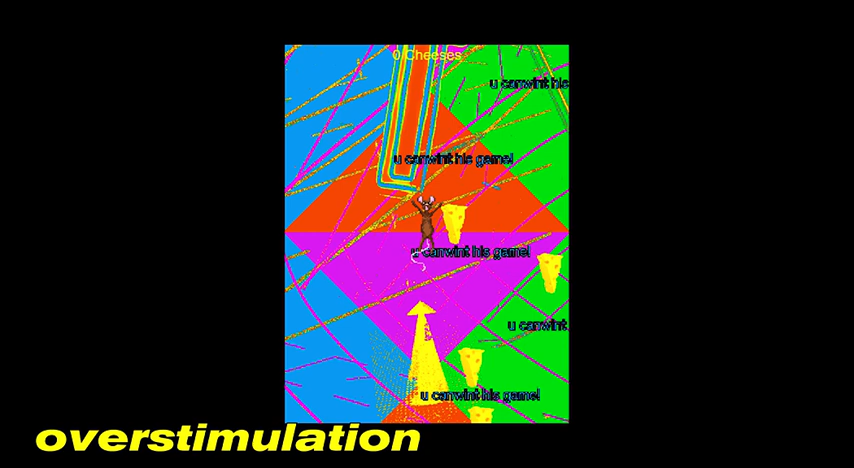 0 Cheeses
u canwint his
u canwint his game!
u canwint his game!
u canwint
u canwint his game!
overstimulation